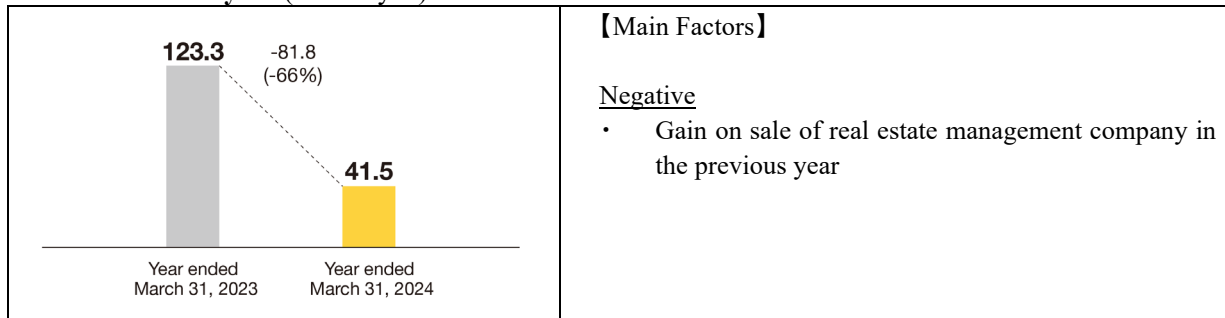 123.3
-81.8
(-66%)
41.5
Year ended
March 31, 2023
Year ended
March 31, 2024
【Main Factors】
Negative
・ Gain on sale of real estate management company in
the previous year